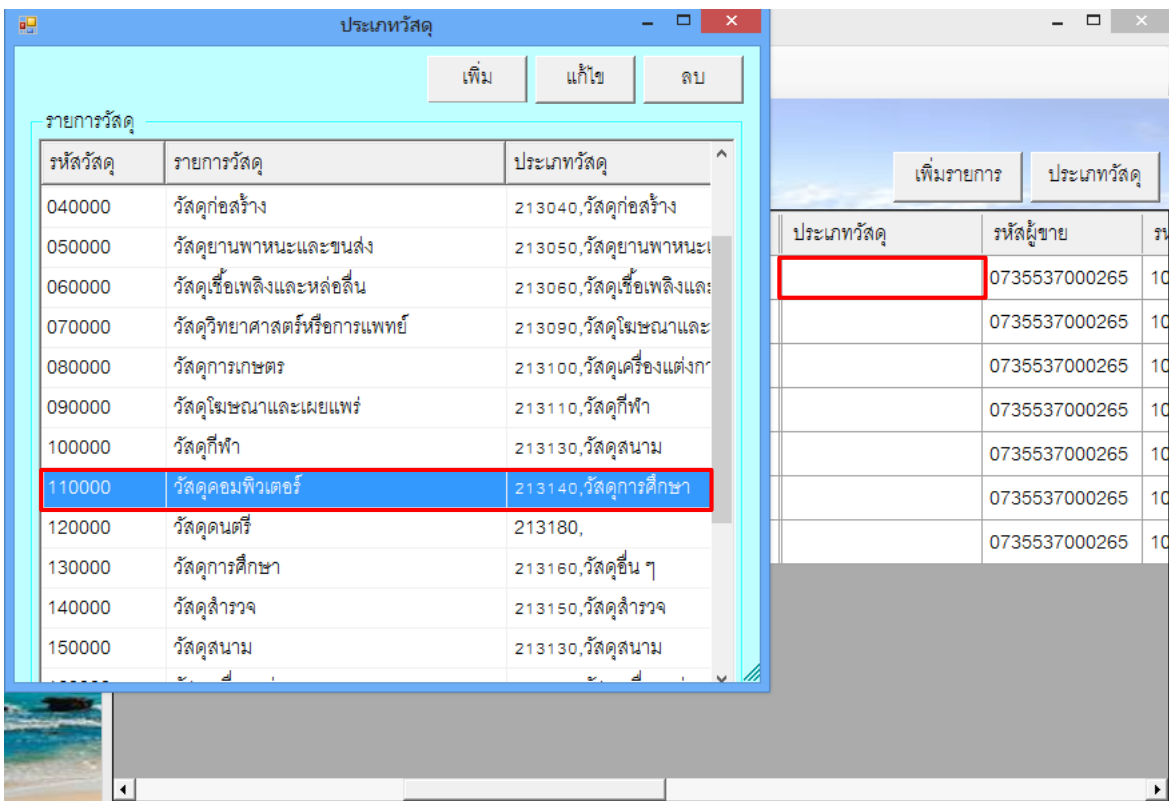 ประเภทวัสดุ
เพิ่ม แก้ไข ลบ
รายการวัสดุ
รหัสวัสดุ รายการวัสดุ ประเภทวัสดุ
040000 วัสดุก่อสร้าง 213040,วัสดุก่อสร้าง
050000 วัสดุยานพาหนะและขนส่ง 213050,วัสดุยานพาหนะ
060000 วัสดุเชื้อเพลิงและหล่อลื่น 213060,วัสดุเชื้อเพลิงและ
070000 วัสดุวิทยาศาสตร์หรือการแพทย์ 213090,วัสดุโฆษณาและ
080000 วัสดุการเกษตร 213100,วัสดุเครื่องแต่งกา
090000 วัสดุโฆษณาและเผยแพร่ 213110,วัสดุกีฬา
100000 วัสดุกีฬา 213130,วัสดุสนาม
110000 วัสดุคอมพิวเตอร์ 213140,วัสดุการศึกษา
120000 วัสดุดนตรี 213180,
130000 วัสดุการศึกษา 213160,วัสดุอื่น ๆ
140000 วัสดุสำรวจ 213150,วัสดุสำรวจ
150000 วัสดุสนาม 213130,วัสดุสนาม
เพิ่มรายการ ประเภทวัสดุ
ประเภทวัสดุ รหัสผู้ขาย
0735537000265 10
0735537000265 10
0735537000265 10
0735537000265 10
0735537000265 10
0735537000265 10
0735537000265 10